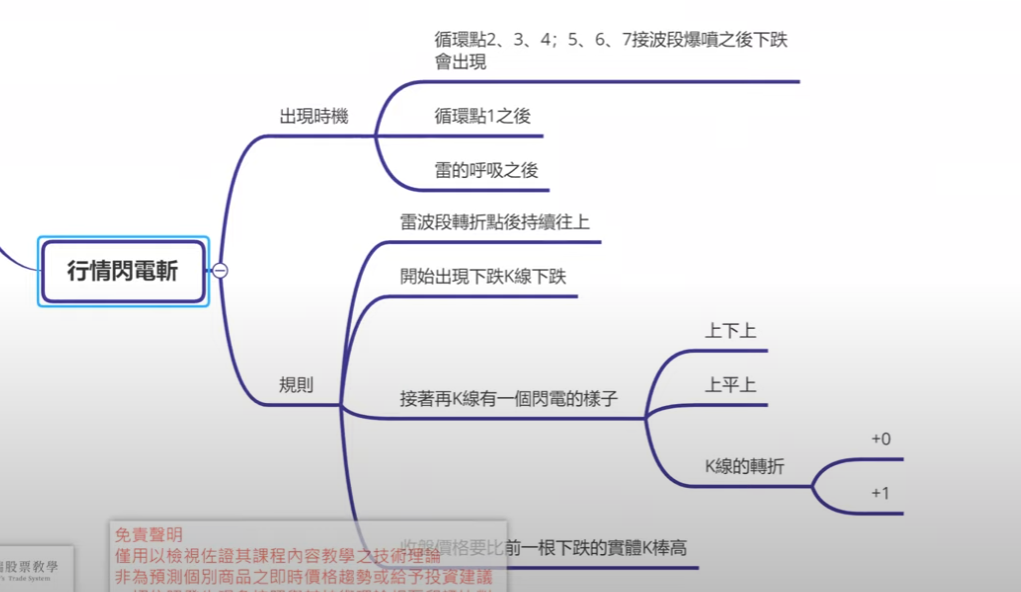 循環點2、3、4；5、6、7接波段爆噴之後下跌
會出現
出現時機
循環點1之後
雷的呼吸之後
雷波段轉折點後持續往上
行情閃電斬
開始出現下跌K線下跌
上下上
規則
上平上
接著再K線有一個閃電的樣子
+0
K線的轉折
+1
收盤價格要比前一根下跌的實體K棒高
免責聲明
僅用以檢視佐證其課程內容教學之技術理論
非為預測個別商品之即時價格趨勢或給予投資建議
股票教學
's Trade System